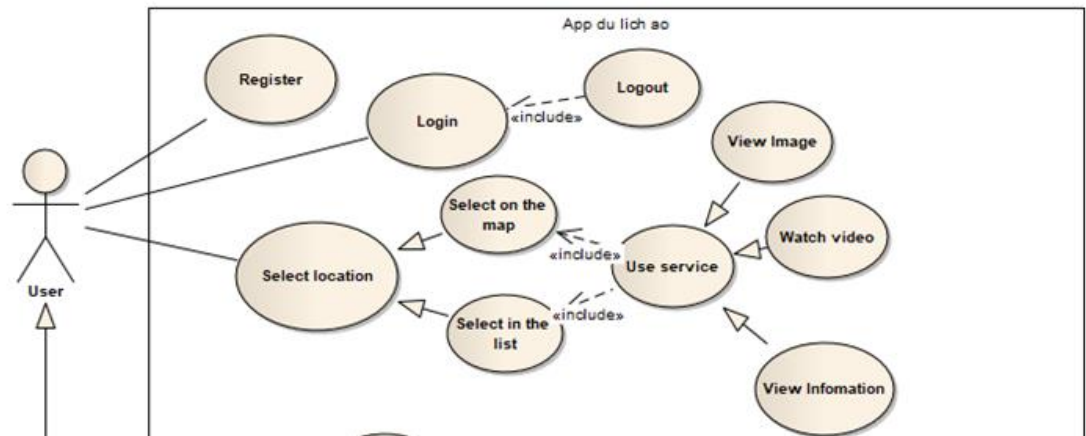 App du lich ao
Register
Logout
Login
«include»
View Image
Select on the
map
Watch video
«include»
Use service
Select location
User
«include»
Select in the
list
View Infomation